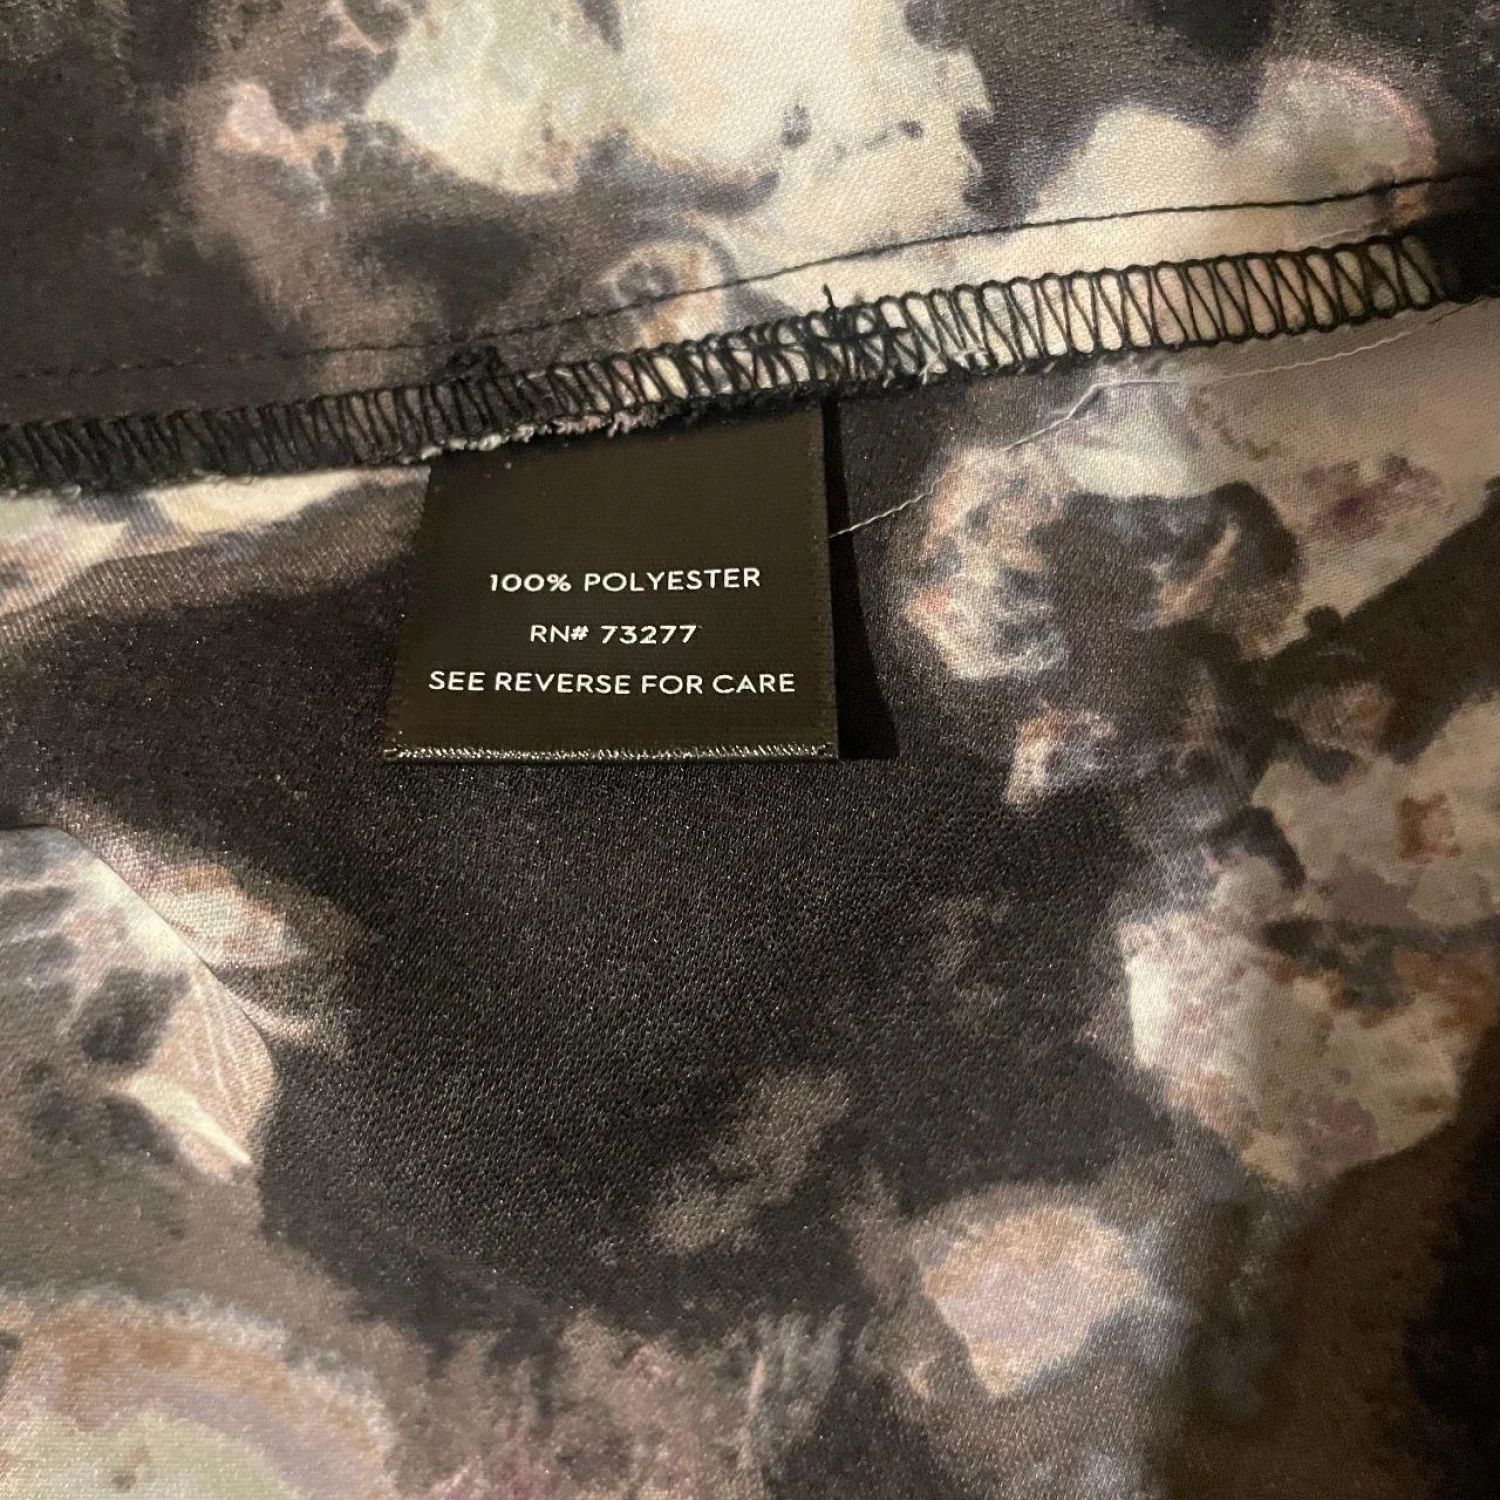 100% POLYESTER
RN# 73277
SEE REVERSE FOR CARE